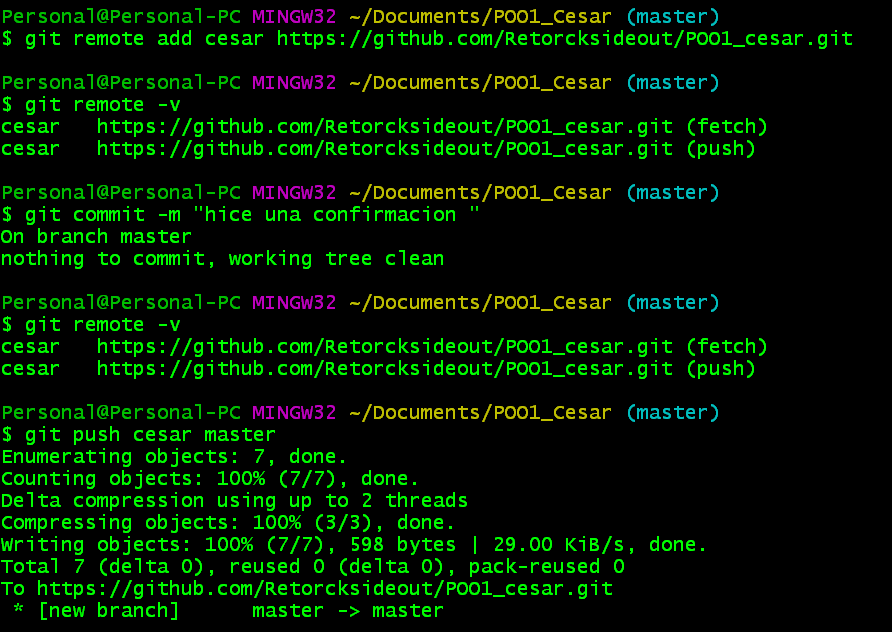 Personal@Personal-PC MINGW32 ~/Documents/POO1_Cesar (master)
$ git remote add cesar https://github.com/Retorcksideout/POO1_cesar.git
Personal@Personal-PC MINGW32 ~/Documents/POO1_Cesar (master)
$ git remote -v
cesar   https://github.com/Retorcksideout/POO1_cesar.git (fetch)
cesar   https://github.com/Retorcksideout/POO1_cesar.git (push)
Personal@Personal-PC MINGW32 ~/Documents/POO1_Cesar (master)
$ git commit -m "hice una confirmacion "
On branch master
nothing to commit, working tree clean
Personal@Personal-PC MINGW32 ~/Documents/POO1_Cesar (master)
$ git remote -v
cesar   https://github.com/Retorcksideout/POO1_cesar.git (fetch)
cesar   https://github.com/Retorcksideout/POO1_cesar.git (push)
Personal@Personal-PC MINGW32 ~/Documents/POO1_Cesar (master)
$ git push cesar master
Enumerating objects: 7, done.
Counting objects: 100% (7/7), done.
Delta compression using up to 2 threads
Compressing objects: 100% (3/3), done.
Writing objects: 100% (7/7), 598 bytes | 29.00 KiB/s, done.
Total 7 (delta 0), reused 0 (delta 0), pack-reused 0
To https://github.com/Retorcksideout/POO1_cesar.git
 * [new branch]      master -> master